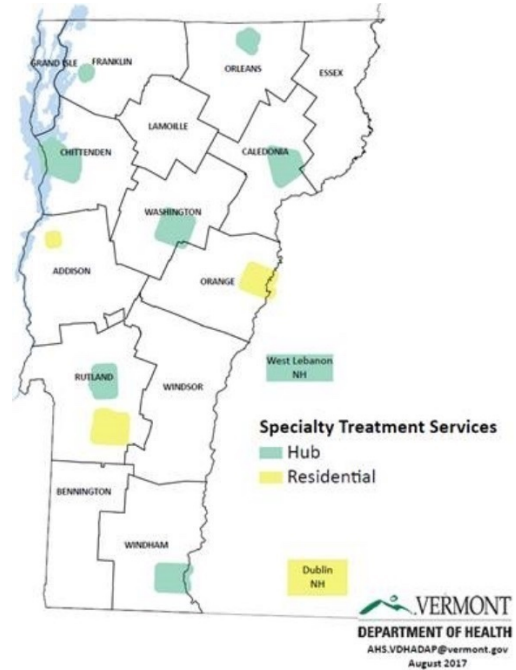 GRAND ISLE
FRANKLIN
ORLEANS
ESSEX
LAMOILLE
CHITTENDEN
CALEDONIA
WASHINGTON
ADDISON
ORANGE
West Lebanon
NH
RUTLAND
WINDSOR
Specialty Treatment Services
Hub
Residential
BENNINGTON
WINDHAM
Dublin
NH
VERMONT
DEPARTMENT OF HEALTH
AHS.VDHADAP@vermont.gov
August 2017